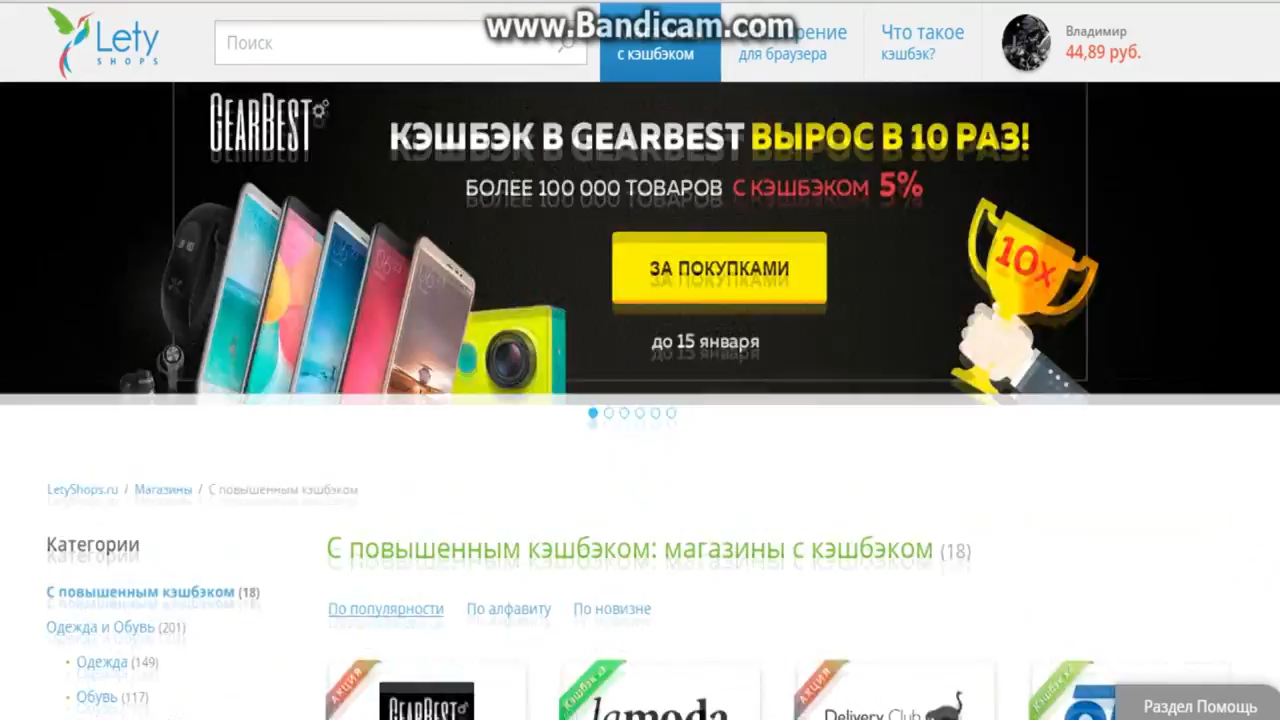 www.Bandicam.com
Lety
SHOPS
Поиск
с кэшбэком
рение
для браузера
Что такое
кэшбек?
Владимир
44,89 руб.
GEARBEST
КЭШБЭК В GEARBEST ВЫРОС В 10 РАЗ!
БОЛЕЕ 100 000 ТОВАРОВ С КЭШБЭКОМ 5%
10x
ЗА ПОКУПКАМИ
до 15 января
LetyShops.ru / Магазины / С повышенным кэшбэком
Категории
С повышенным кэшбэком (18)
Одежда и Обувь (201)
Одежда (149)
Обувь (117)
С повышенным кэшбэком: магазины с кэшбэком (18)
По популярности
По алфавиту
По новизне
АКЦИЯ
GEARBEST
Кэшбэк x3
lamoda
АКЦИЯ
Delivery Club
Раздел Помощь